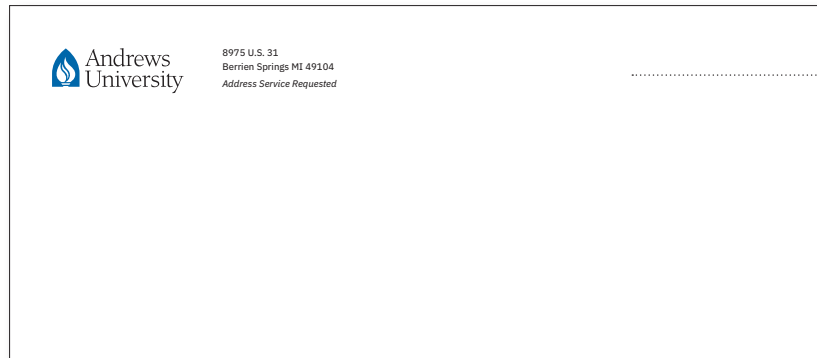 Andrews
University
8975 U.S. 31
Berrien Springs MI 49104
Address Service Requested